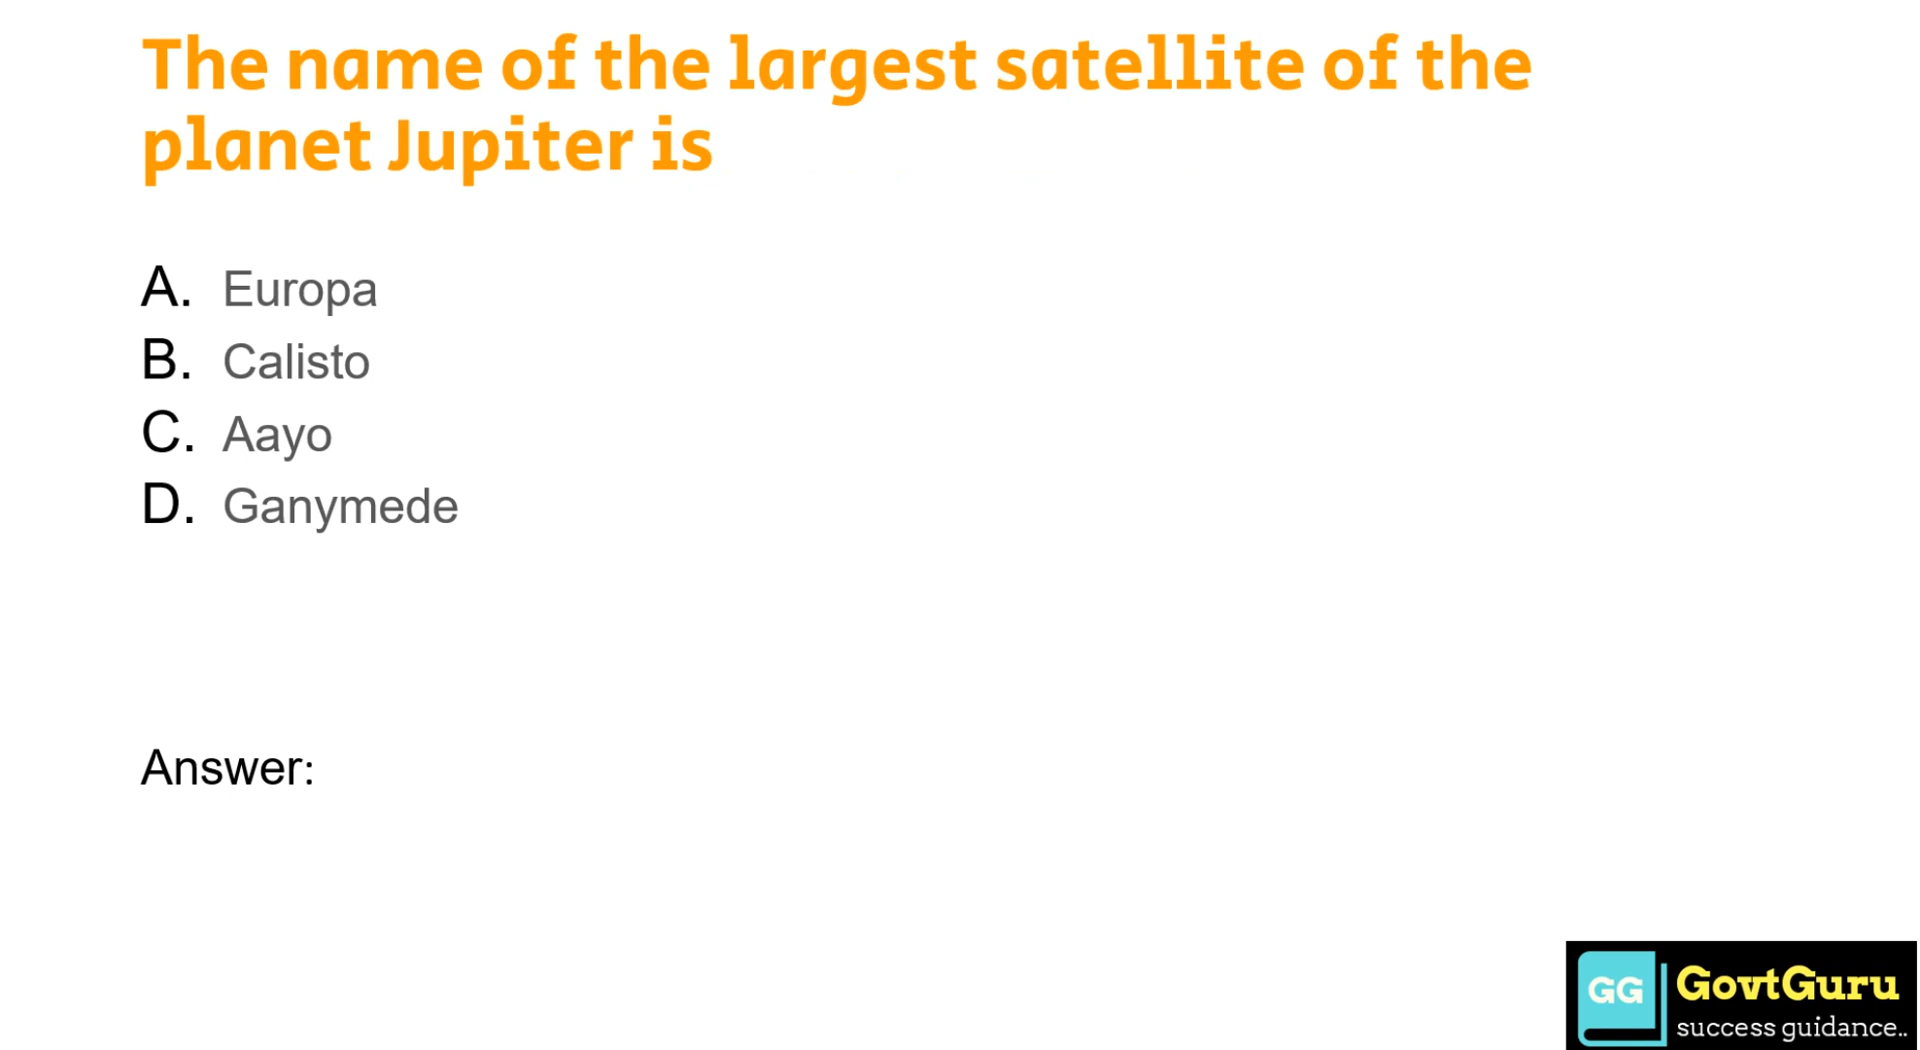 The name of the largest satellite of the
planet Jupiter is
A. Europa
B. Calisto
C. Aayo
D. Ganymede
Answer:
GG GovtGuru
success guidance..